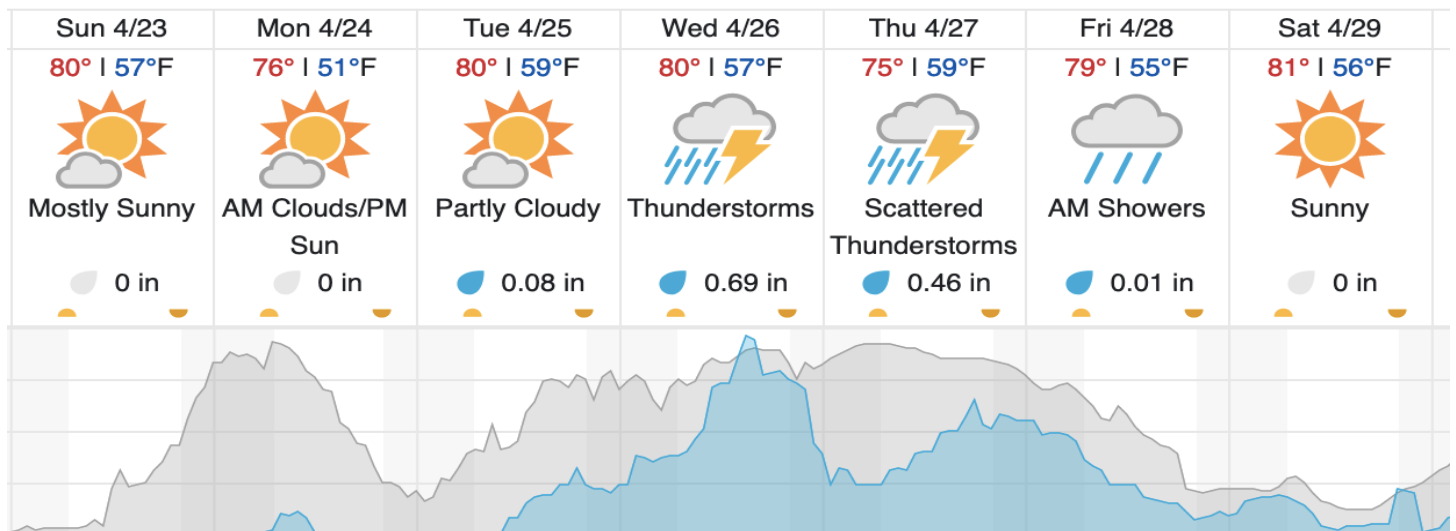 Sun 4/23 Mon 4/24 Tue 4/25 Wed 4/26 Thu 4/27 Fri 4/28 Sat 4/29
80° | 57°F 76° | 51°F 80° | 59°F 80° | 57°F 75° | 59°F 79° | 55°F 81° | 56°F
Mostly Sunny AM Clouds/PM Partly Cloudy Thunderstorms Scattered AM Showers Sunny
Sun Thunderstorms
0 in 0 in 0.08 in 0.69 in 0.46 in 0.01 in 0 in